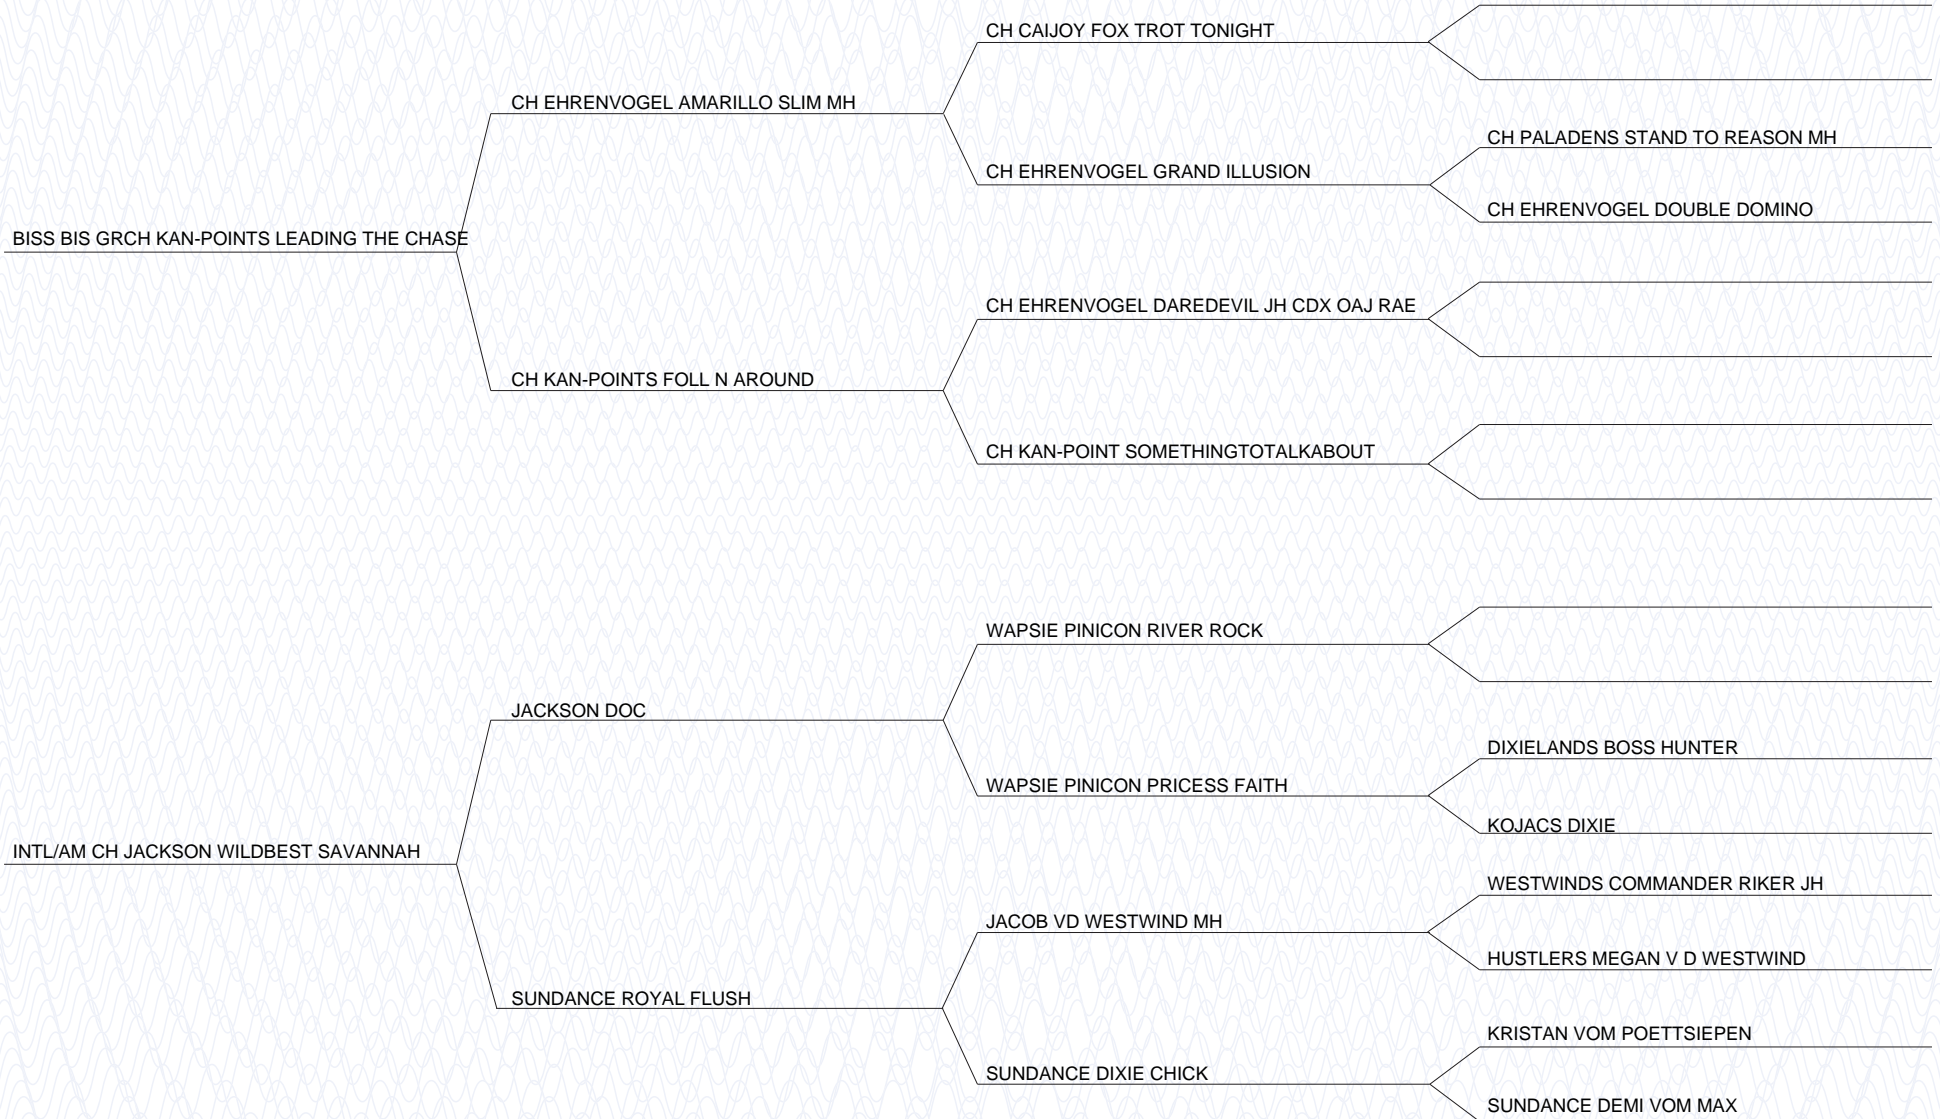 CH CAIJOY FOX TROT TONIGHT
CH EHRENVOGEL AMARILLO SLIM MH
CH PALADENS STAND TO REASON MH
CH EHRENVOGEL GRAND ILLUSION
CH EHRENVOGEL DOUBLE DOMINO
BISS BIS GRCH KAN-POINTS LEADING THE CHASE
CH EHRENVOGEL DAREDEVIL JH CDX OAJ RAE
CH KAN-POINTS FOLL N AROUND
CH KAN-POINT SOMETHINGTOTALKABOUT
WAPSIE PINICON RIVER ROCK
JACKSON DOC
DIXIELANDS BOSS HUNTER
WAPSIE PINICON PRICESS FAITH
KOJACS DIXIE
INTL/AM CH JACKSON WILDBEST SAVANNAH
WESTWINDS COMMANDER RIKER JH
JACOB VD WESTWIND MH
HUSTLERS MEGAN V D WESTWIND
SUNDANCE ROYAL FLUSH
KRISTAN VOM POETTSIEPEN
SUNDANCE DIXIE CHICK
SUNDANCE DEMI VOM MAX